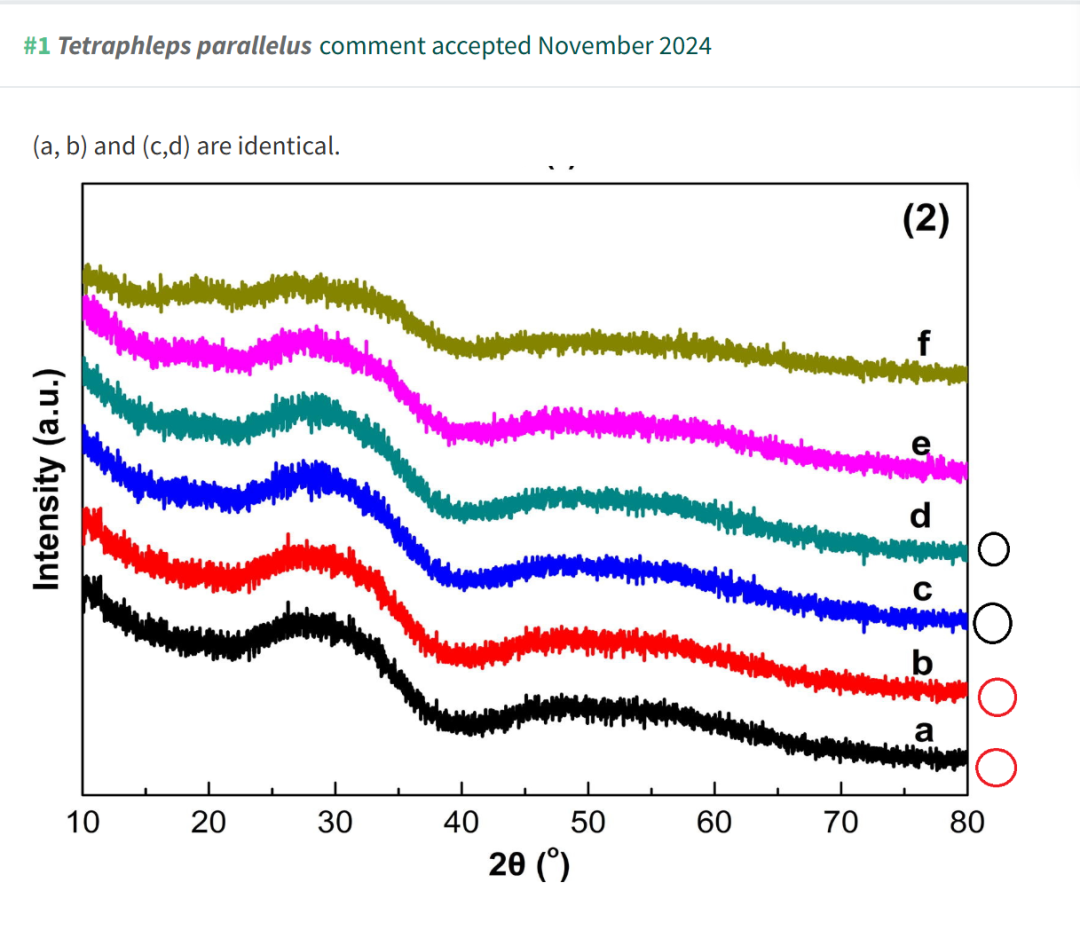 #1 Tetraphleps parallelus comment accepted November 2024
(a, b) and (c,d) are identical.
(2)
f
e
d
c
b
a
Intensity (a.u.)
10 20 30 40 50 60 70 80
2θ (°)